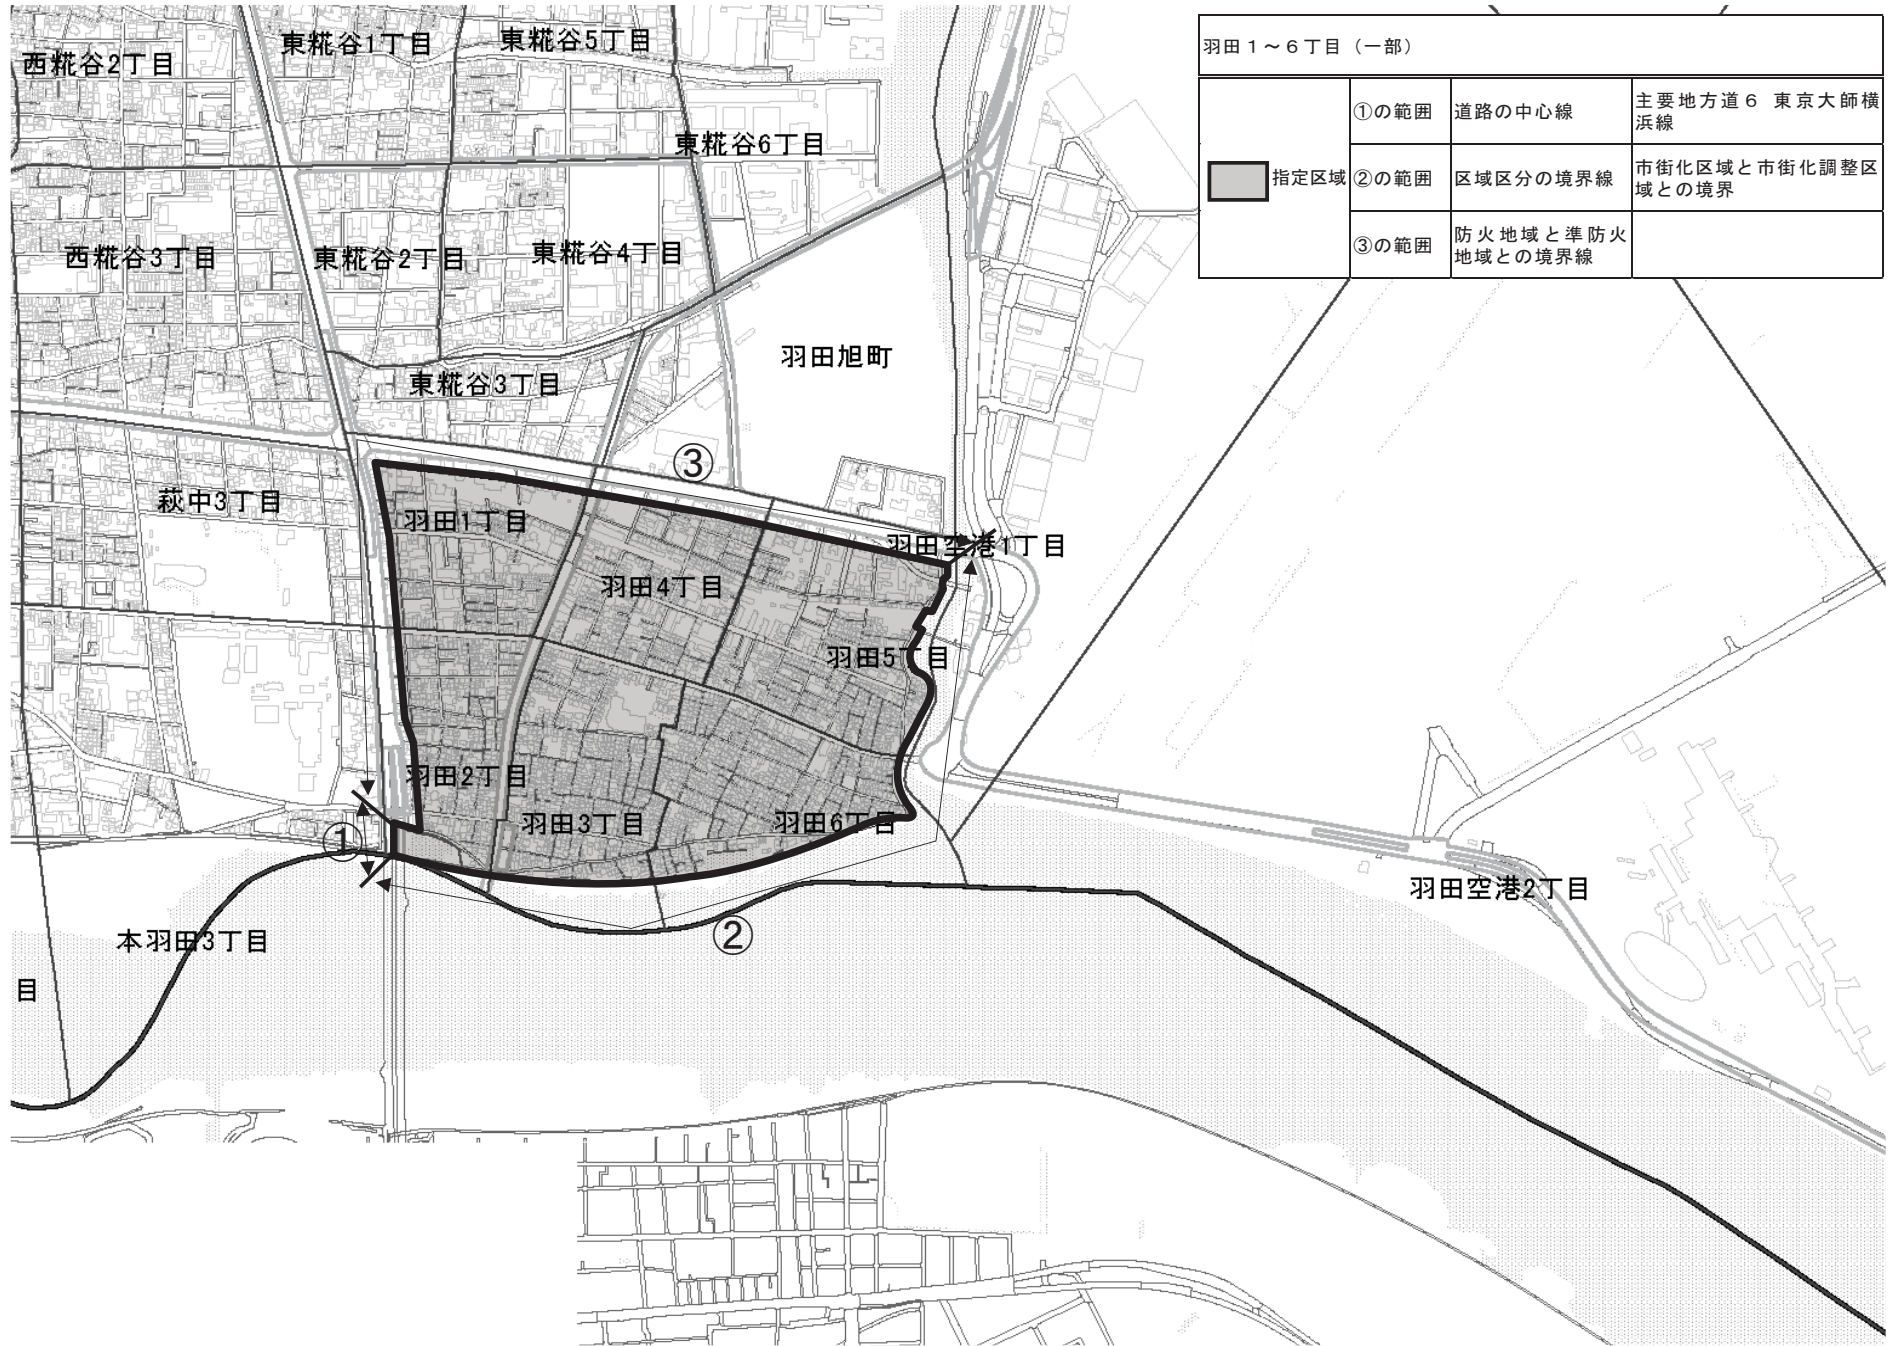 羽田１～６丁目（一部）
指定区域
①の範囲 道路の中心線 主要地方道６ 東京大師横
浜線
②の範囲 区域区分の境界線 市街化区域と市街化調整区
域との境界
③の範囲 防火地域と準防火
地域との境界線
東糀谷1丁目
東糀谷5丁目
西糀谷2丁目
東糀谷6丁目
西糀谷3丁目
東糀谷2丁目
東糀谷4丁目
羽田旭町
東糀谷3丁目
③
萩中3丁目
羽田1丁目
羽田空港1丁目
羽田4丁目
羽田5丁目
羽田2丁目
羽田3丁目
羽田6丁目
①
羽田空港2丁目
②
本羽田3丁目
目